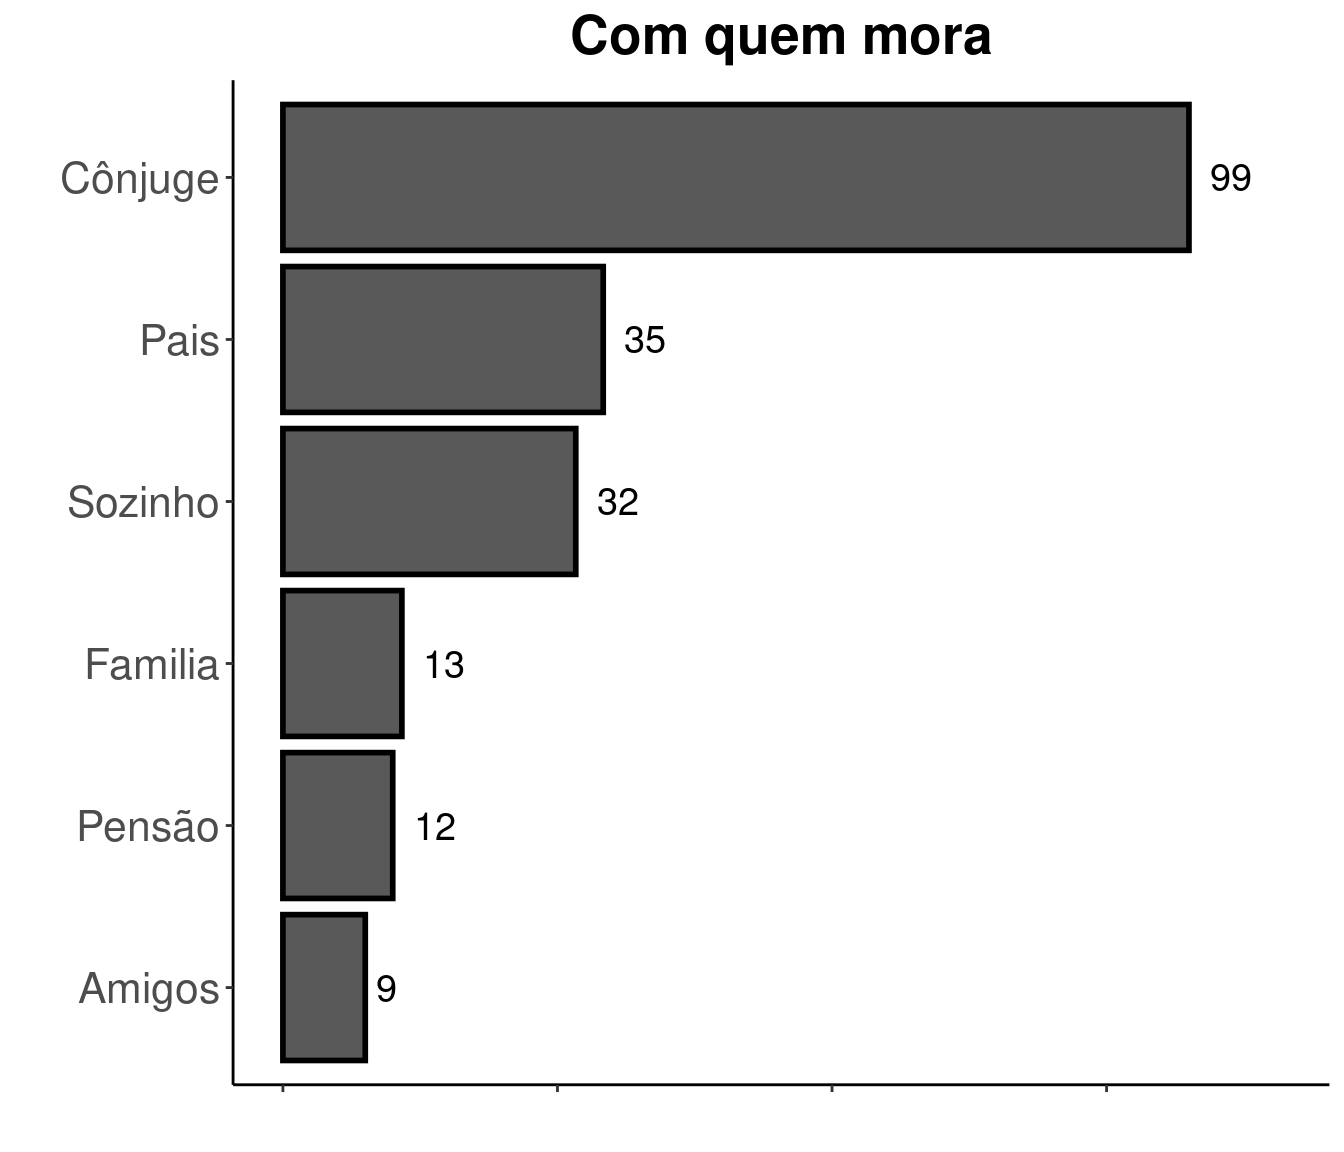 Com quem mora
Cônjuge 99
Pais 35
Sozinho 32
Familia 13
Pensão 12
Amigos 9